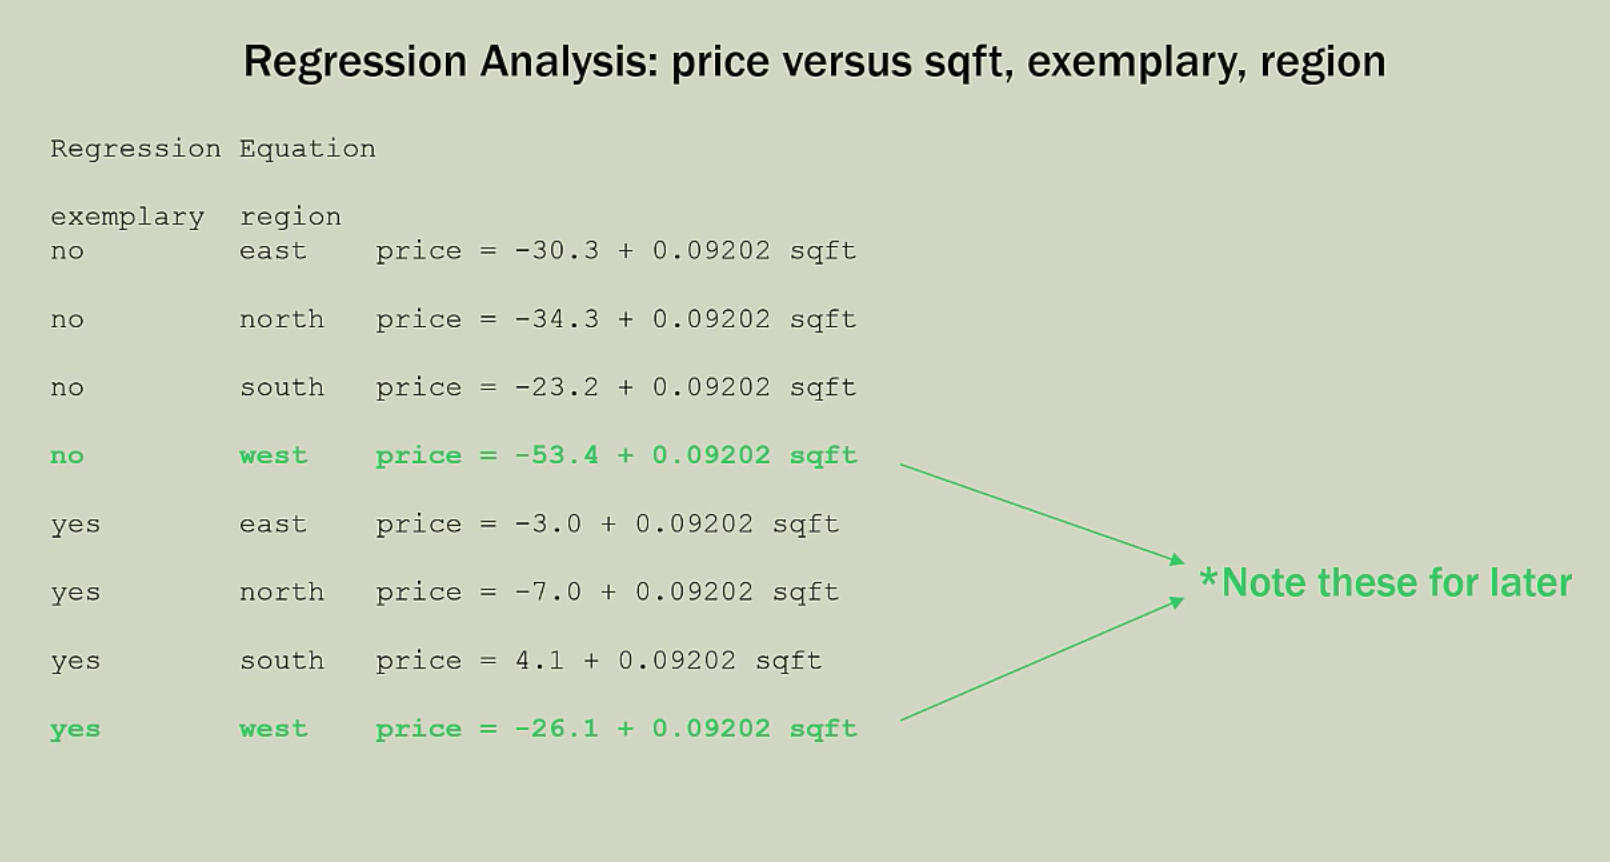 Regression Analysis: price versus sqft, exemplary, region
Regression Equation
exemplary region
no east price = -30.3 + 0.09202 sqft
no north price = -34.3 + 0.09202 sqft
no south price = -23.2 + 0.09202 sqft
no west price = -53.4 + 0.09202 sqft
yes east price = -3.0 + 0.09202 sqft
*Note these for later
yes north price = -7.0 + 0.09202 sqft
yes south price = 4.1 + 0.09202 sqft
yes west price = -26.1 + 0.09202 sqft